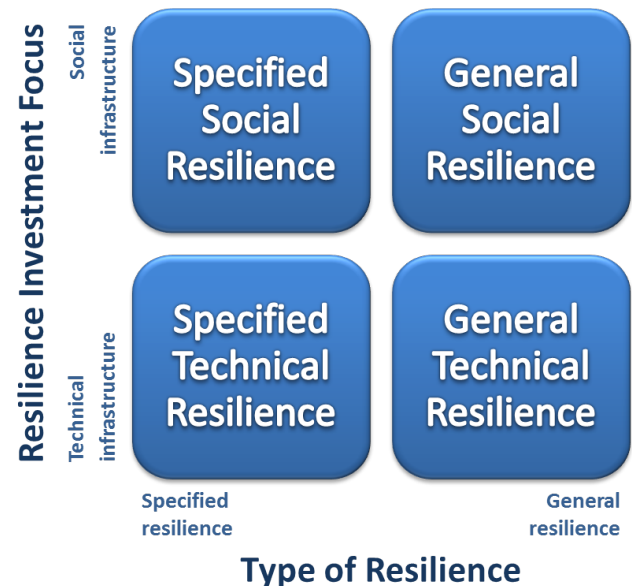 Resilience Investment Focus
Social
infrastructure
Technical
infrastructure
Specified
Social
Resilience
General
Social
Resilience
Specified
Technical
Resilience
General
Technical
Resilience
Specified
resilience
General
resilience
Type of Resilience